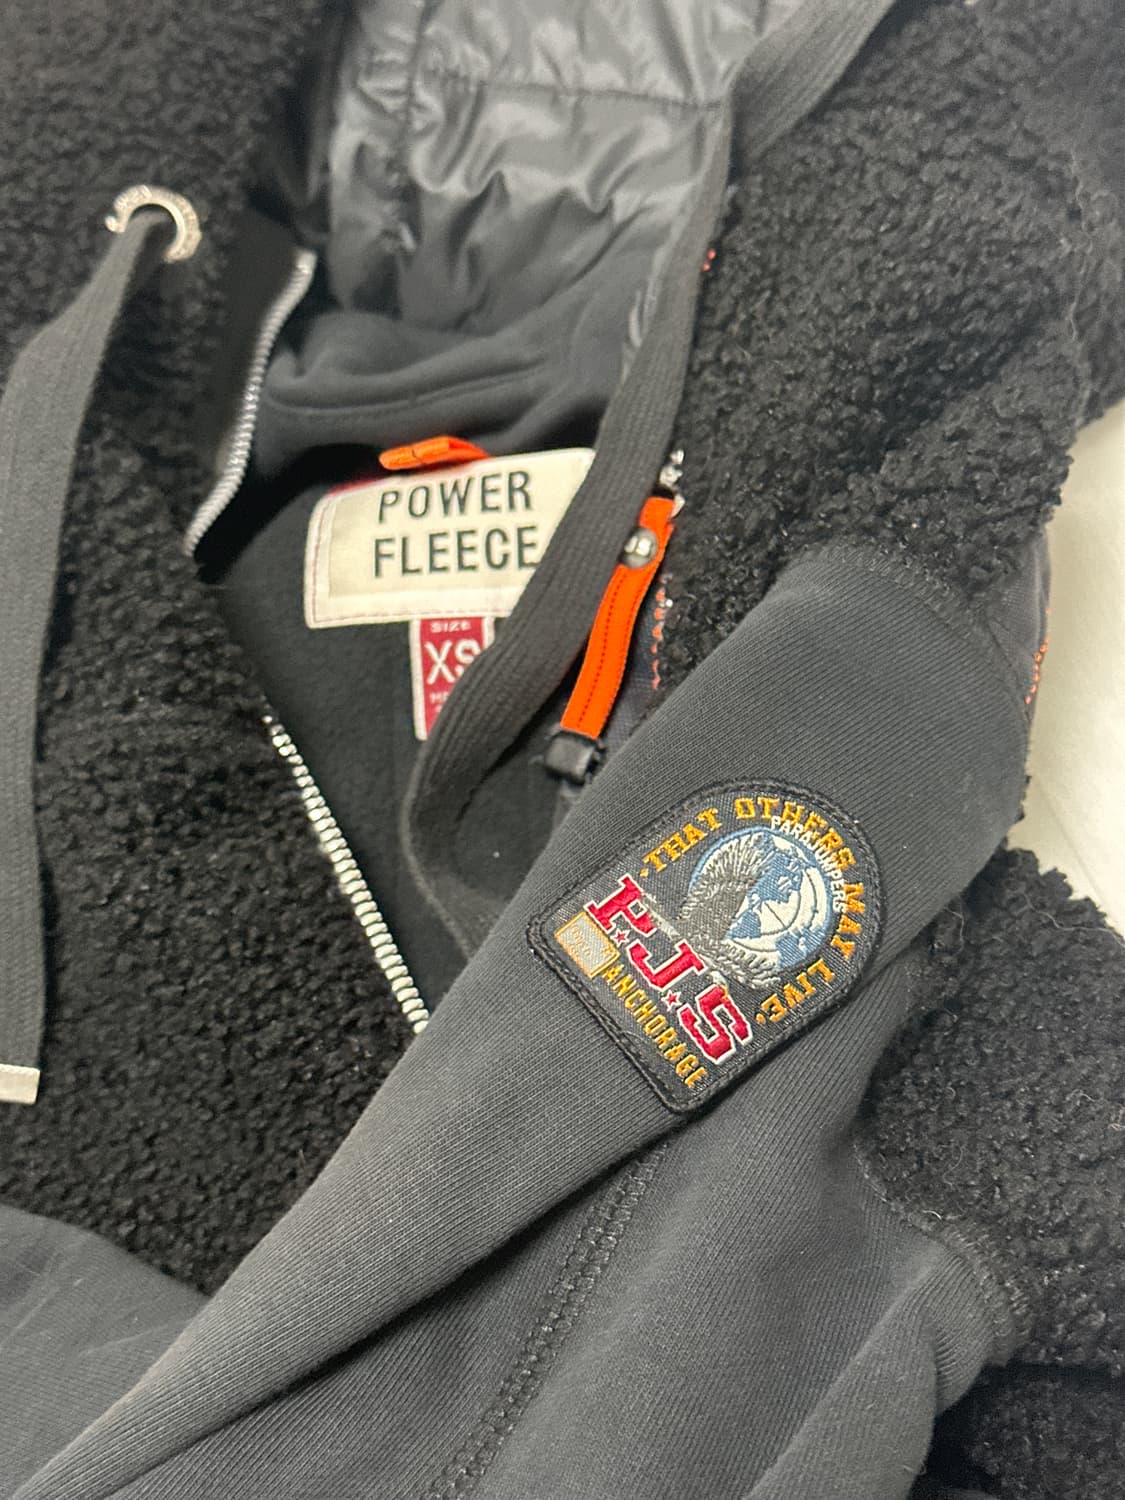 POWER
FLEECE
SIZE
XS
·THAT OTHERS MAY LIVE·
PARAJUMPERS
P.J.S
ANCHORAGE